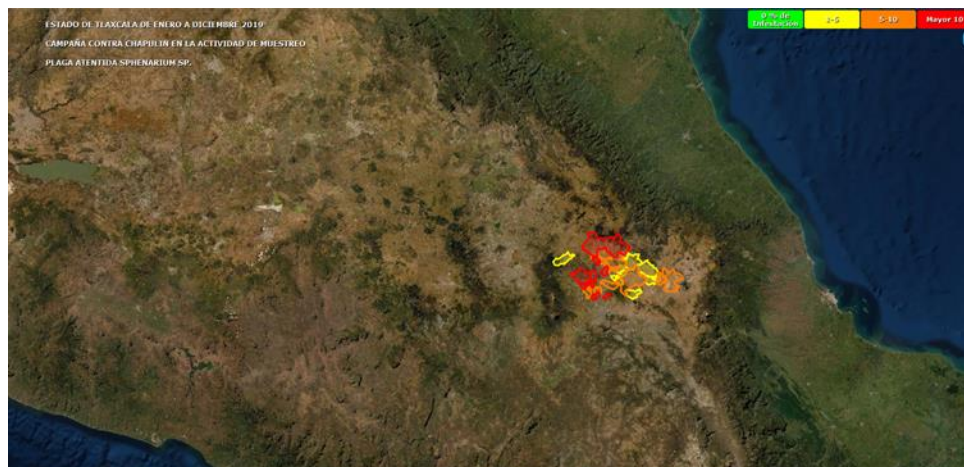 ESTADO DE TLAXCALA DE ENERO A DICIEMBRE 2019
CAMPAÑA CONTRA CHAPULIN EN LA ACTIVIDAD DE MUESTREO
PLAGA ATENTIDA SPHENARIUM SP.
0 % de
Infestacion
1-5
5-10
Mayor 10